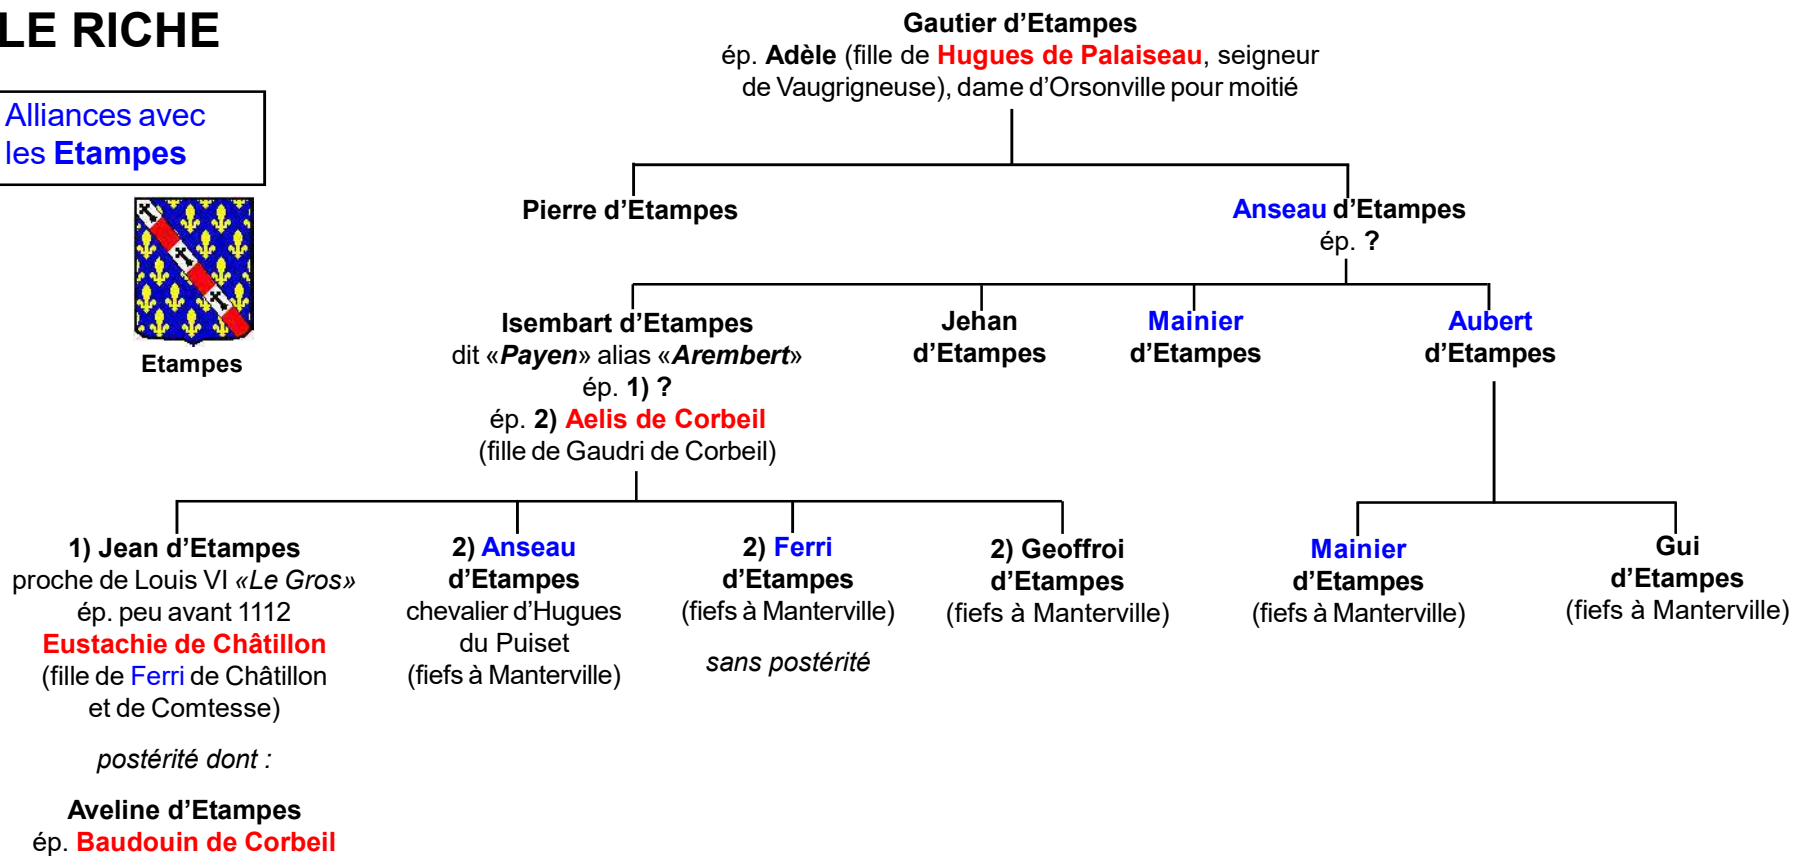 LE RICHE
Alliances avec
les Etampes
Etampes
Gautier d’Etampes
ép. Adèle (fille de Hugues de Palaiseau, seigneur
de Vaugrigneuse), dame d’Orsonville pour moitié
Pierre d’Etampes
Anseau d’Etampes
ép. ?
Isembart d’Etampes
dit «Payen» alias «Arembert»
ép. 1) ?
ép. 2) Aelis de Corbeil
(fille de Gaudri de Corbeil)
Jehan
d’Etampes
Mainier
d’Etampes
Aubert
d’Etampes
1) Jean d’Etampes
proche de Louis VI «Le Gros»
ép. peu avant 1112
Eustachie de Châtillon
(fille de Ferri de Châtillon
et de Comtesse)
postérité dont :
Aveline d’Etampes
ép. Baudouin de Corbeil
2) Anseau
d’Etampes
chevalier d’Hugues
du Puiset
(fiefs à Manterville)
2) Ferri
d’Etampes
(fiefs à Manterville)
sans postérité
2) Geoffroi
d’Etampes
(fiefs à Manterville)
Mainier
d’Etampes
(fiefs à Manterville)
Gui
d’Etampes
(fiefs à Manterville)